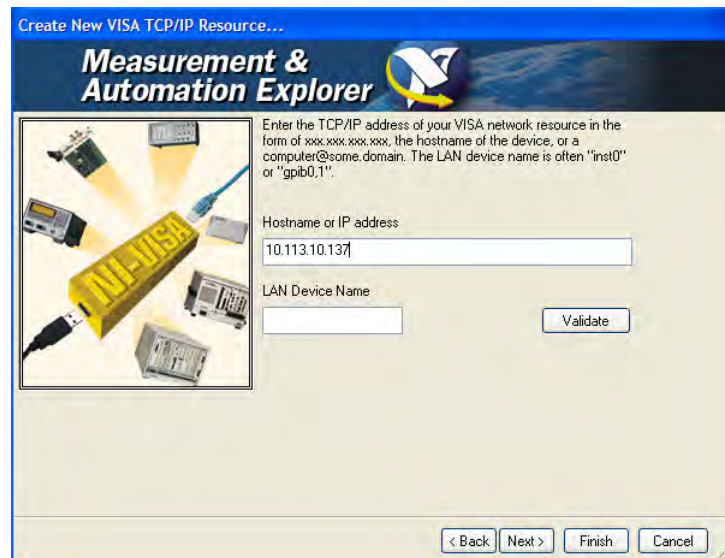 Create New VISA TCP/IP Resource...
Measurement &
Automation Explorer
Enter the TCP/IP address of your VISA network resource in the
form of xxx.xxx.xxx.xxx, the hostname of the device, or a
computer@some.domain. The LAN device name is often "inst0"
or "gpib0,1".
Hostname or IP address
10.113.10.137
LAN Device Name
Validate
NI-VISA
< Back Next > Finish Cancel